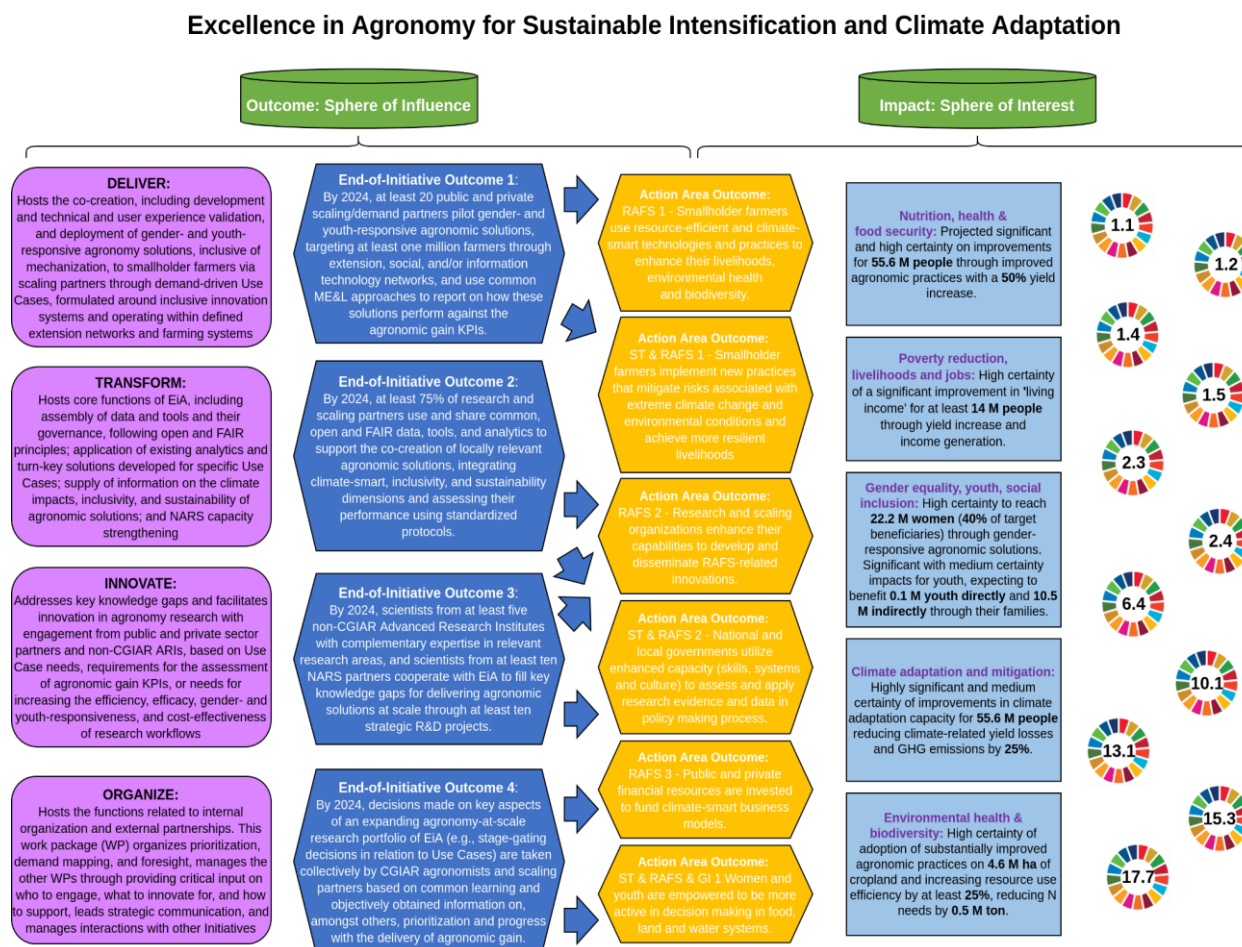 Excellence in Agronomy for Sustainable Intensification and Climate Adaptation
Outcome: Sphere of Influence
Impact: Sphere of Interest
DELIVER:
Hosts the co-creation, including development
and technical and user experience validation,
and deployment of gender- and youth-
responsive agronomy solutions, inclusive of
mechanization, to smallholder farmers via
scaling partners through demand-driven Use
Cases, formulated around inclusive innovation
systems and operating within defined
extension networks and farming systems
TRANSFORM:
Hosts core functions of EiA, including
assembly of data and tools and their
governance, following open and FAIR
principles; application of existing analytics and
turn-key solutions developed for specific Use
Cases; supply of information on the climate
impacts, inclusivity, and sustainability of
agronomic solutions; and NARS capacity
strengthening
INNOVATE:
Addresses key knowledge gaps and facilitates
innovation in agronomy research with
engagement from public and private sector
partners and non-CGIAR ARIs, based on Use
Case needs, requirements for the assessment
of agronomic gain KPIs, or needs for
increasing the efficiency, efficacy, gender- and
youth-responsiveness, and cost-effectiveness
of research workflows
ORGANIZE:
Hosts the functions related to internal
organization and external partnerships. This
work package (WP) organizes prioritization,
demand mapping, and foresight, manages the
other WPs through providing critical input on
who to engage, what to innovate for, and how
to support, leads strategic communication, and
manages interactions with other Initiatives
End-of-Initiative Outcome 1:
By 2024, at least 20 public and private
scaling/demand partners pilot gender- and
youth-responsive agronomic solutions,
targeting at least one million farmers through
extension, social, and/or information
technology networks, and use common
ME&L approaches to report on how these
solutions perform against the
agronomic gain KPIs.
End-of-Initiative Outcome 2:
By 2024, at least 75% of research and
scaling partners use and share common,
open and FAIR data, tools, and analytics to
support the co-creation of locally relevant
agronomic solutions, integrating
climate-smart, inclusivity, and sustainability
dimensions and assessing their
performance using standardized
protocols.
End-of-Initiative Outcome 3:
By 2024, scientists from at least five
non-CGIAR Advanced Research Institutes
with complementary expertise in relevant
research areas, and scientists from at least ten
NARS partners cooperate with EiA to fill key
knowledge gaps for delivering agronomic
solutions at scale through at least ten
strategic R&D projects.
End-of-Initiative Outcome 4:
By 2024, decisions made on key aspects
of an expanding agronomy-at-scale
research portfolio of EiA (e.g., stage-gating
decisions in relation to Use Cases) are taken
collectively by CGIAR agronomists and scaling
partners based on common learning and
objectively obtained information on,
amongst others, prioritization and progress
with the delivery of agronomic gain.
Action Area Outcome:
RAFS 1 - Smallholder farmers
use resource-efficient and climate-
smart technologies and practices to
enhance their livelihoods,
environmental health
and biodiversity.
Action Area Outcome:
ST & RAFS 1 - Smallholder
farmers implement new practices
that mitigate risks associated with
extreme climate change and
environmental conditions and
achieve more resilient
livelihoods
Action Area Outcome:
RAFS 2 - Research and scaling
organizations enhance their
capabilities to develop and
disseminate RAFS-related
innovations.
Action Area Outcome:
ST & RAFS 2 - National and
local governments utilize
enhanced capacity (skills, systems
and culture) to assess and apply
research evidence and data in
policy making process.
Action Area Outcome:
RAFS 3 - Public and private
financial resources are invested
to fund climate-smart business
models.
Action Area Outcome:
ST & RAFS & GI 1 Women and
youth are empowered to be more
active in decision making in food,
land and water systems.
Nutrition, health &
food security: Projected significant
and high certainty on improvements
for 55.6 M people through improved
agronomic practices with a 50% yield
increase.
Poverty reduction,
livelihoods and jobs: High certainty
of a significant improvement in 'living
income' for at least 14 M people
through yield increase and
income generation.
Gender equality, youth, social
inclusion: High certainty to reach
22.2 M women (40% of target
beneficiaries) through gender-
responsive agronomic solutions.
Significant with medium certainty
impacts for youth, expecting to
benefit 0.1 M youth directly and 10.5
M indirectly through their families.
Climate adaptation and mitigation:
Highly significant and medium
certainty of improvements in climate
adaptation capacity for 55.6 M people
reducing climate-related yield losses
and GHG emissions by 25%.
Environmental health &
biodiversity: High certainty of
adoption of substantially improved
agronomic practices on 4.6 M ha of
cropland and increasing resource use
efficiency by at least 25%, reducing N
needs by 0.5 M ton.
1.1
1.2
1.4
1.5
2.3
2.4
6.4
10.1
13.1
15.3
17.7